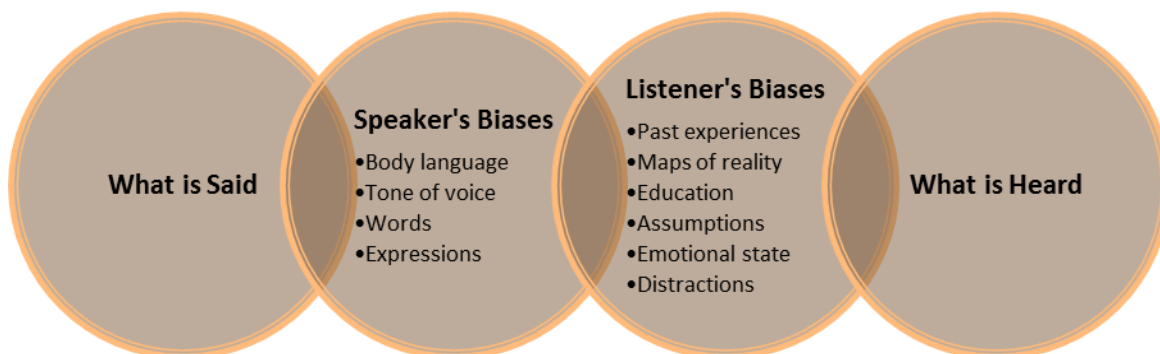 What is Said
Speaker's Biases
•Body language
•Tone of voice
•Words
•Expressions
Listener's Biases
•Past experiences
•Maps of reality
•Education
•Assumptions
•Emotional state
•Distractions
What is Heard